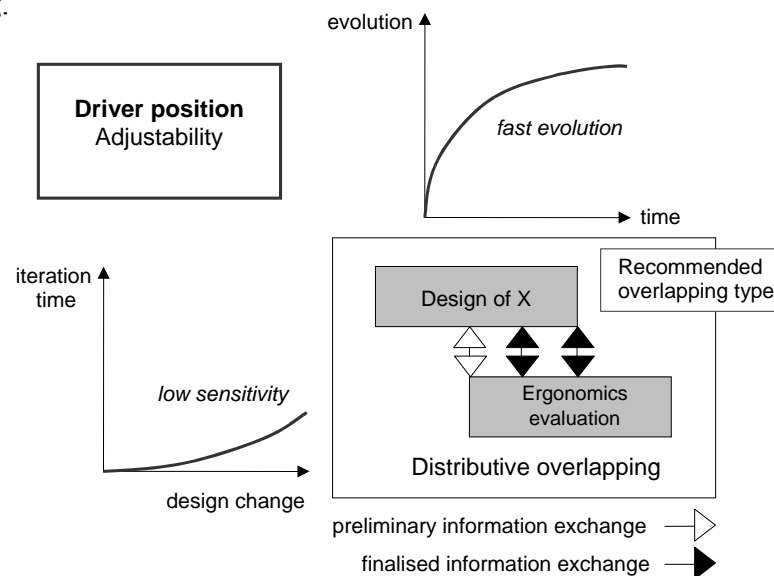 evolution
Driver position
Adjustability
fast evolution
time
iteration
time
low sensitivity
design change
Recommended
overlapping type
Design of X
Ergonomics
evaluation
Distributive overlapping
preliminary information exchange
finalised information exchange